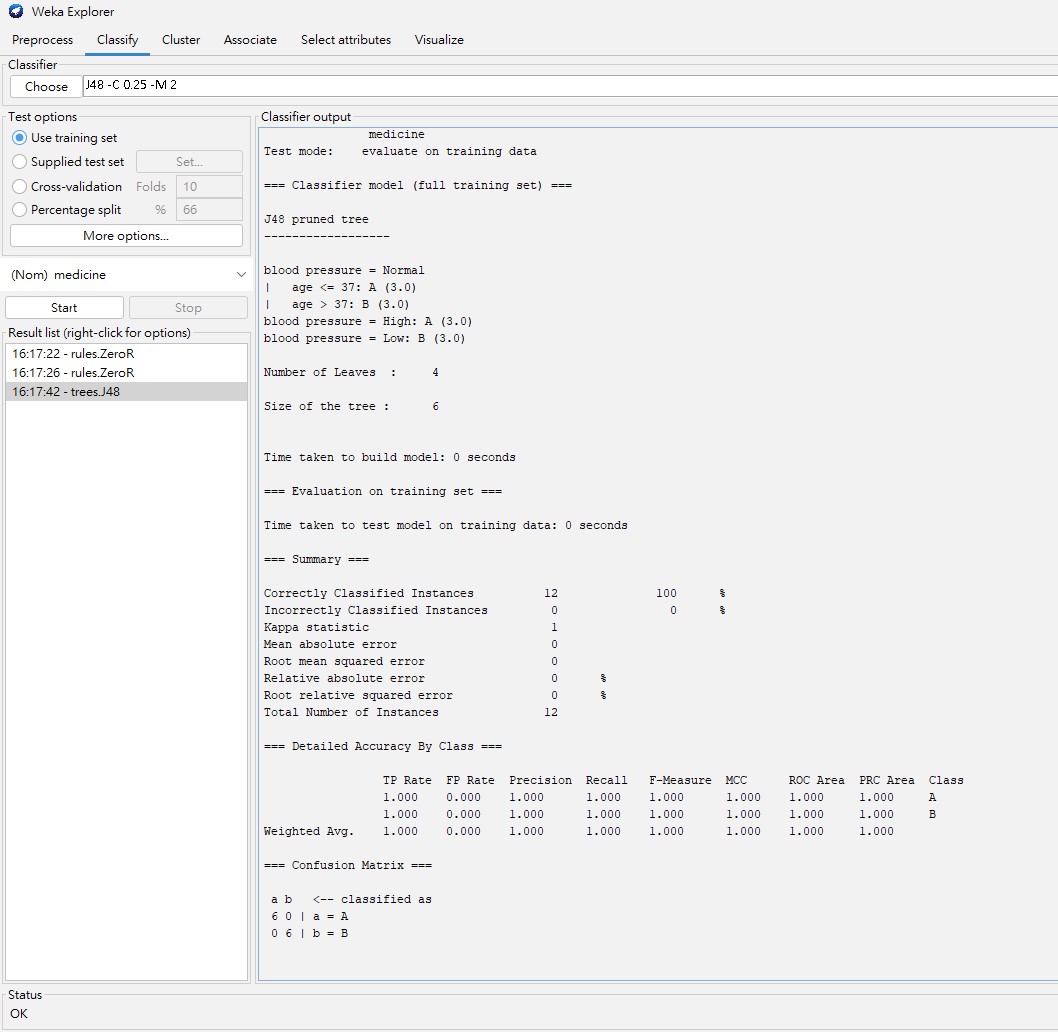 Weka Explorer
Preprocess Classify Cluster Associate Select attributes Visualize
Classifier
Choose J48 -C 0.25 -M 2
Test options
Use training set
Supplied test set Set...
Cross-validation Folds 10
Percentage split % 66
More options...
(Nom) medicine
Start Stop
Result list (right-click for options)
16:17:22 - rules.ZeroR
16:17:26 - rules.ZeroR
16:17:42 - trees.J48
Classifier output
medicine
Test mode: evaluate on training data
=== Classifier model (full training set) ===
J48 pruned tree
------------------
blood pressure = Normal
| age <= 37: A (3.0)
| age > 37: B (3.0)
blood pressure = High: A (3.0)
blood pressure = Low: B (3.0)
Number of Leaves : 4
Size of the tree : 6
Time taken to build model: 0 seconds
=== Evaluation on training set ===
Time taken to test model on training data: 0 seconds
=== Summary ===
Correctly Classified Instances 12 100 %
Incorrectly Classified Instances 0 0 %
Kappa statistic 1
Mean absolute error 0
Root mean squared error 0
Relative absolute error 0 %
Root relative squared error 0 %
Total Number of Instances 12
=== Detailed Accuracy By Class ===
TP Rate FP Rate Precision Recall F-Measure MCC ROC Area PRC Area Class
1.000 0.000 1.000 1.000 1.000 1.000 1.000 1.000 A
1.000 0.000 1.000 1.000 1.000 1.000 1.000 1.000 B
Weighted Avg. 1.000 0.000 1.000 1.000 1.000 1.000 1.000 1.000
=== Confusion Matrix ===
a b <-- classified as
6 0 | a = A
0 6 | b = B
Status
OK